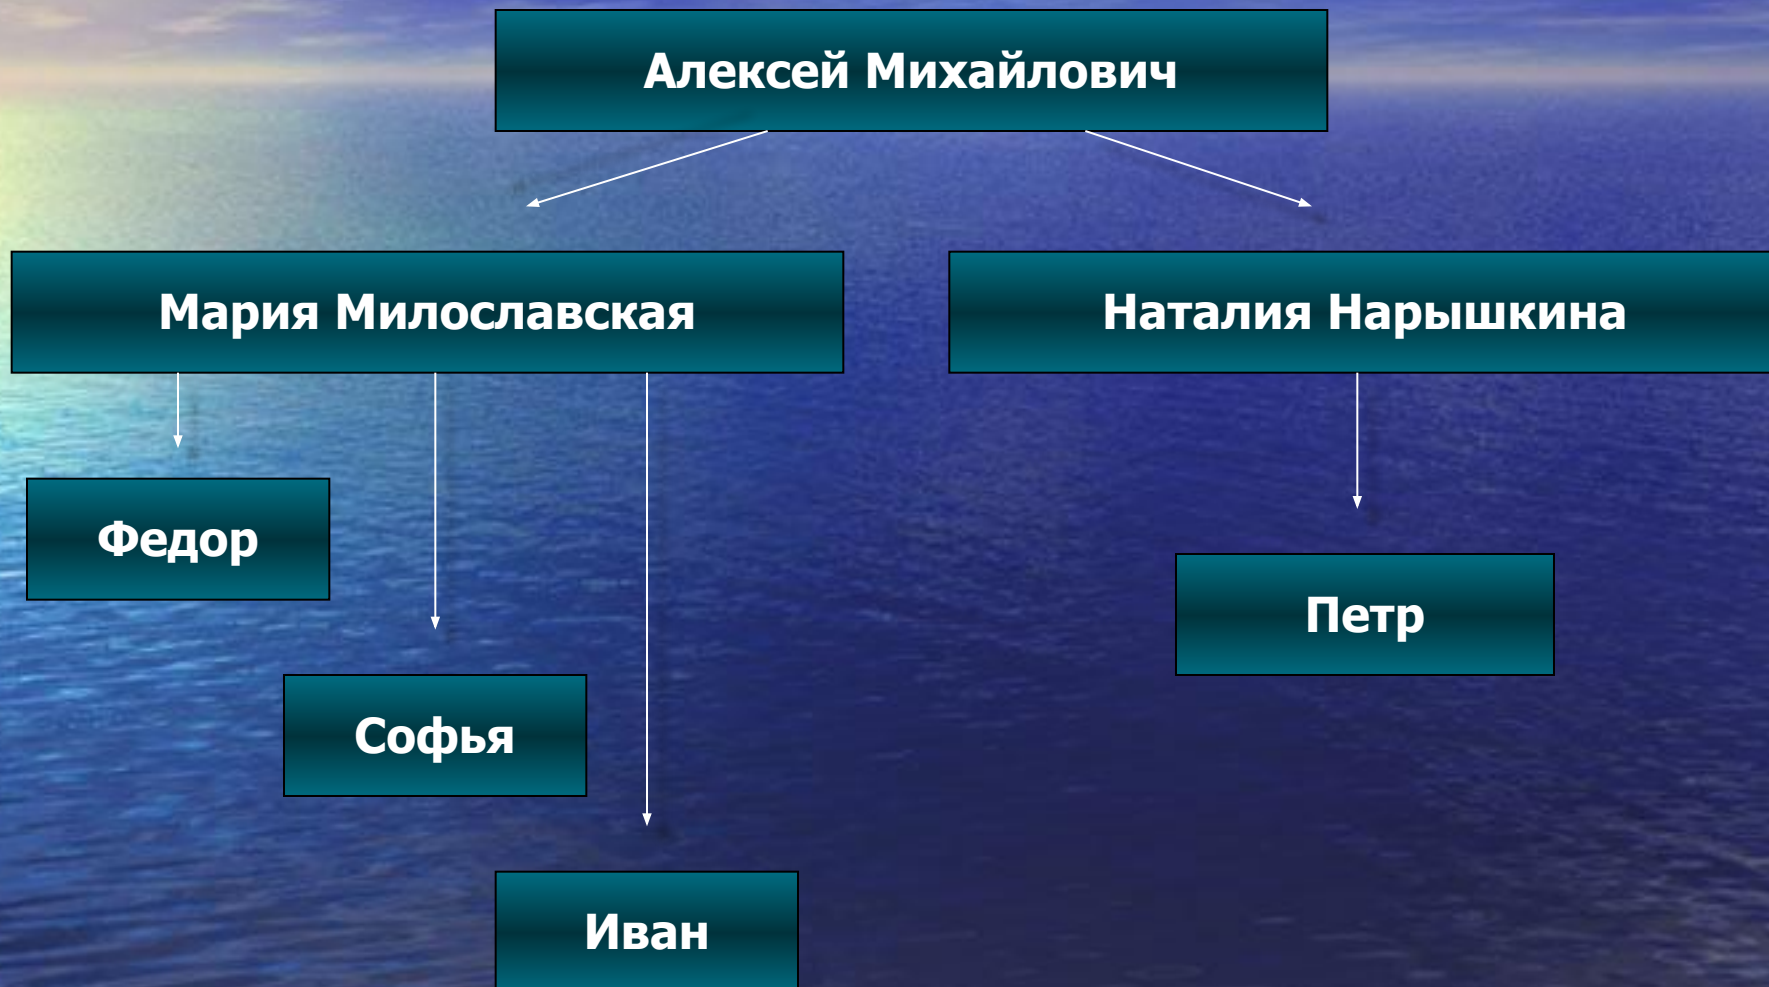 Алексей Михайлович
Мария Милославская
Наталия Нарышкина
Федор
Петр
Софья
Иван